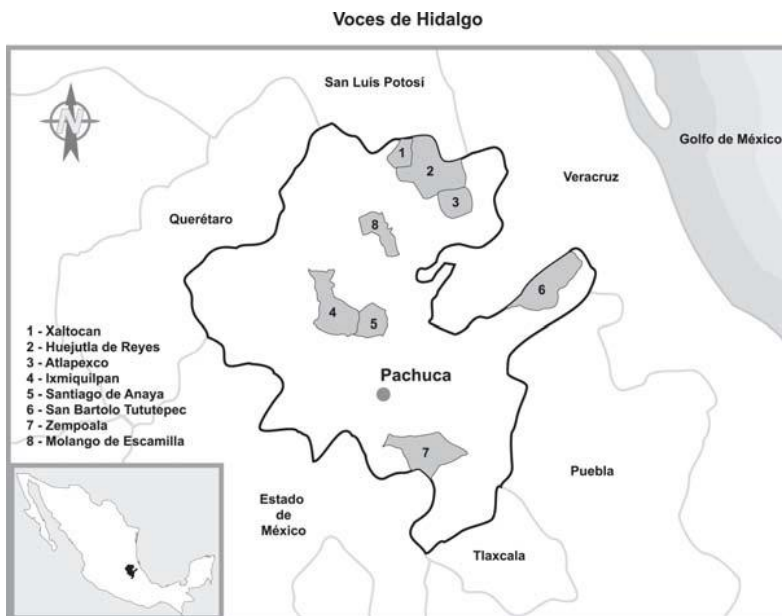 Voces de Hidalgo
San Luis Potosí
Golfo de México
N
1
2
Veracruz
3
Querétaro
8
6
4
5
1 - Xaltocan
2 - Huejutla de Reyes
3 - Atlapexco
4 - Ixmiquilpan
5 - Santiago de Anaya
6 - San Bartolo Tututepec
7 - Zempoala
8 - Molango de Escamilla
Pachuca
7
Puebla
Estado
de
México
Tlaxcala